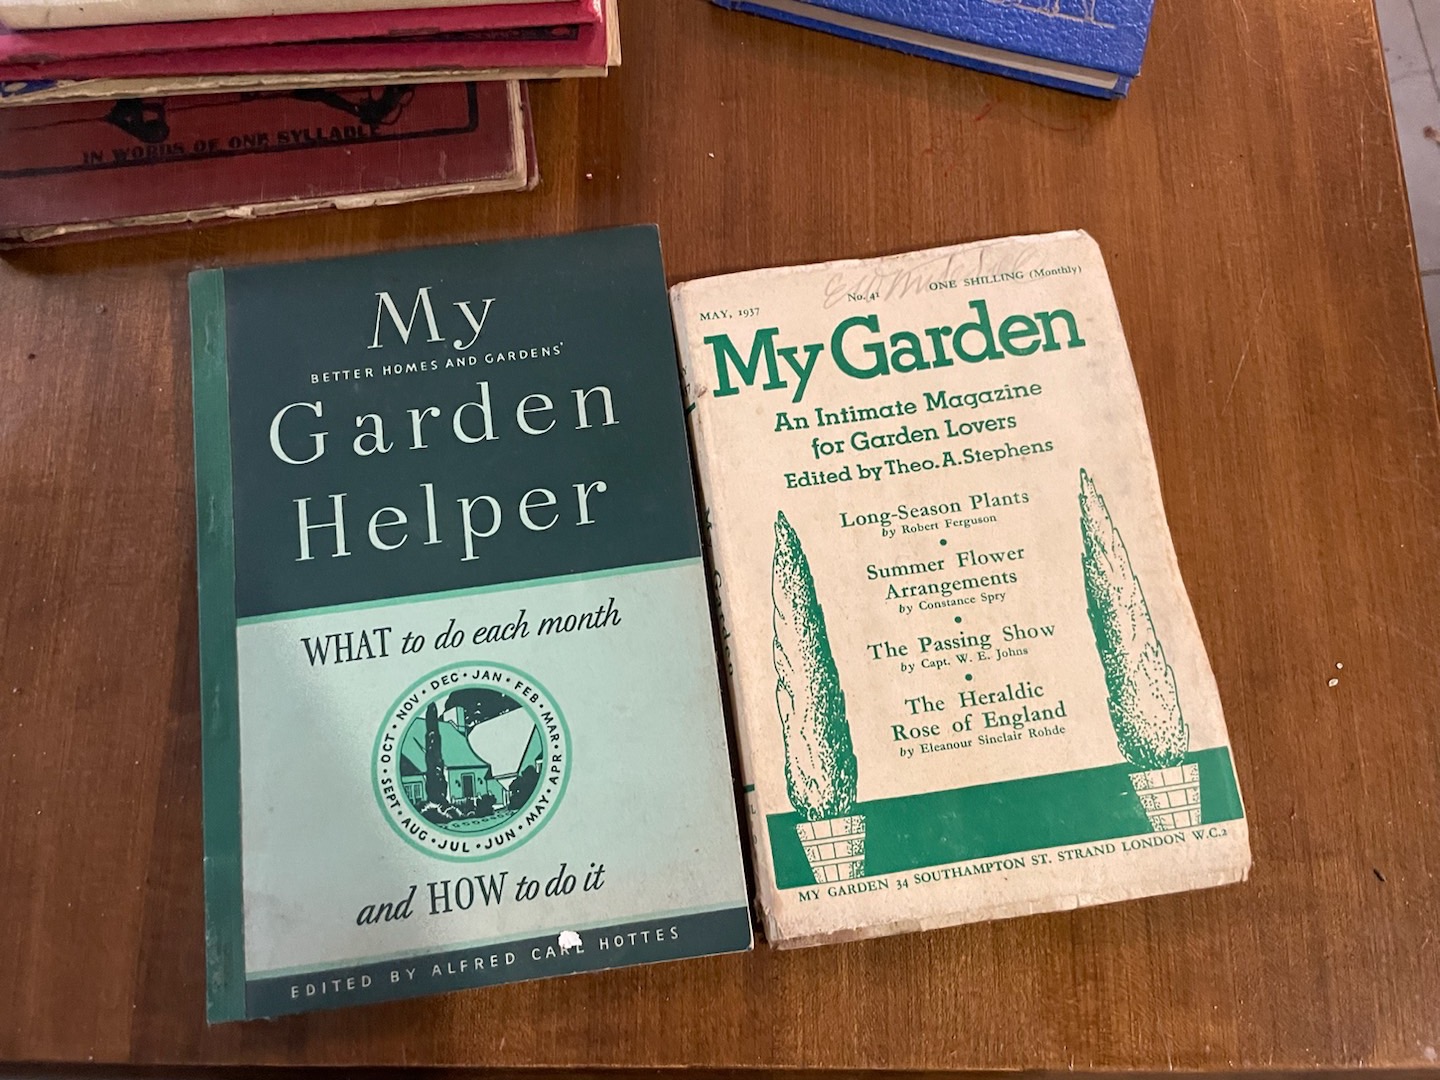 IN WORDS OF ONE SYLLABLE
My
BETTER HOMES AND GARDENS'
Garden
Helper
WHAT to do each month
JAN • FEB • MAR • APR • MAY • JUN • JUL • AUG • SEPT • OCT • NOV • DEC
and HOW to do it
EDITED BY ALFRED CARL HOTTES
MAY, 1937 No. 41 ONE SHILLING (Monthly)
My Garden
An Intimate Magazine
for Garden Lovers
Edited by Theo. A. Stephens
Long-Season Plants
by Robert Ferguson
Summer Flower
Arrangements
by Constance Spry
The Passing Show
by Capt. W. E. Johns
The Heraldic
Rose of England
by Eleanour Sinclair Rohde
MY GARDEN 34 SOUTHAMPTON ST. STRAND LONDON W.C.2